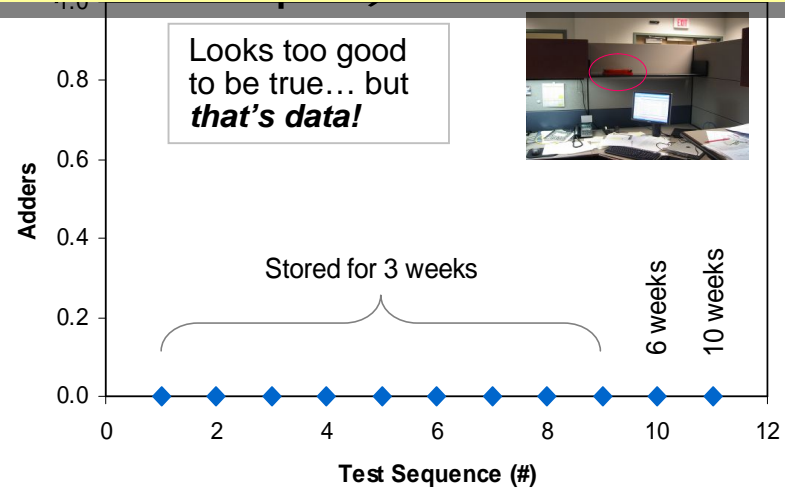 1.0
Looks too good
to be true… but
that's data!
EXIT
0.8
0.6
0.4
0.2
0.0
Adders
Stored for 3 weeks
6 weeks
10 weeks
0 2 4 6 8 10 12
Test Sequence (#)